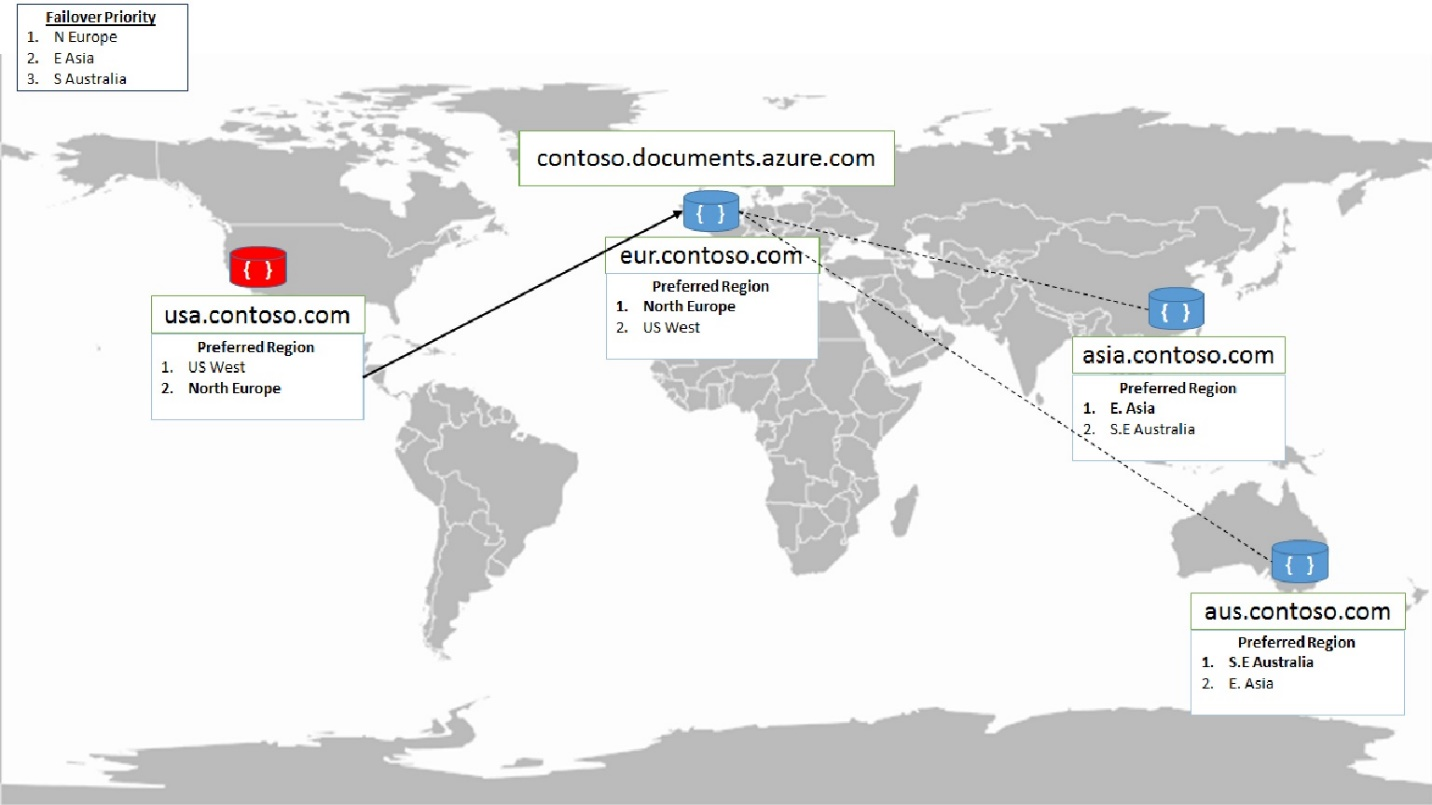 Failover Priority
1. N Europe
2. E Asia
3. S Australia
contoso.documents.azure.com
{ }
eur.contoso.com
Preferred Region
1. North Europe
2. US West
{ }
usa.contoso.com
Preferred Region
1. US West
2. North Europe
{ }
asia.contoso.com
Preferred Region
1. E. Asia
2. S.E Australia
{ }
aus.contoso.com
Preferred Region
1. S.E Australia
2. E. Asia